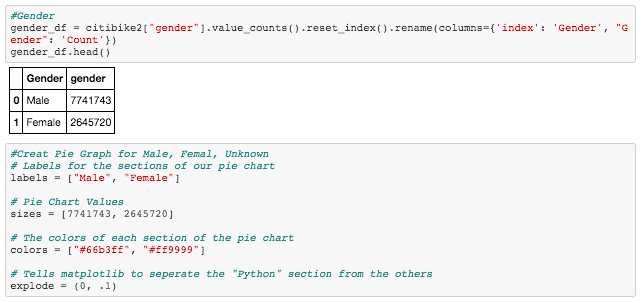 #Gender
gender_df = citibike2["gender"].value_counts().reset_index().rename(columns={'index': 'Gender', "G
ender": 'Count'})
gender_df.head()
Gender gender
0 Male 7741743
1 Female 2645720
#Creat Pie Graph for Male, Femal, Unknown
# Labels for the sections of our pie chart
labels = ["Male", "Female"]
# Pie Chart Values
sizes = [7741743, 2645720]
# The colors of each section of the pie chart
colors = ["#66b3ff", "#ff9999"]
# Tells matplotlib to seperate the "Python" section from the others
explode = (0, .1)